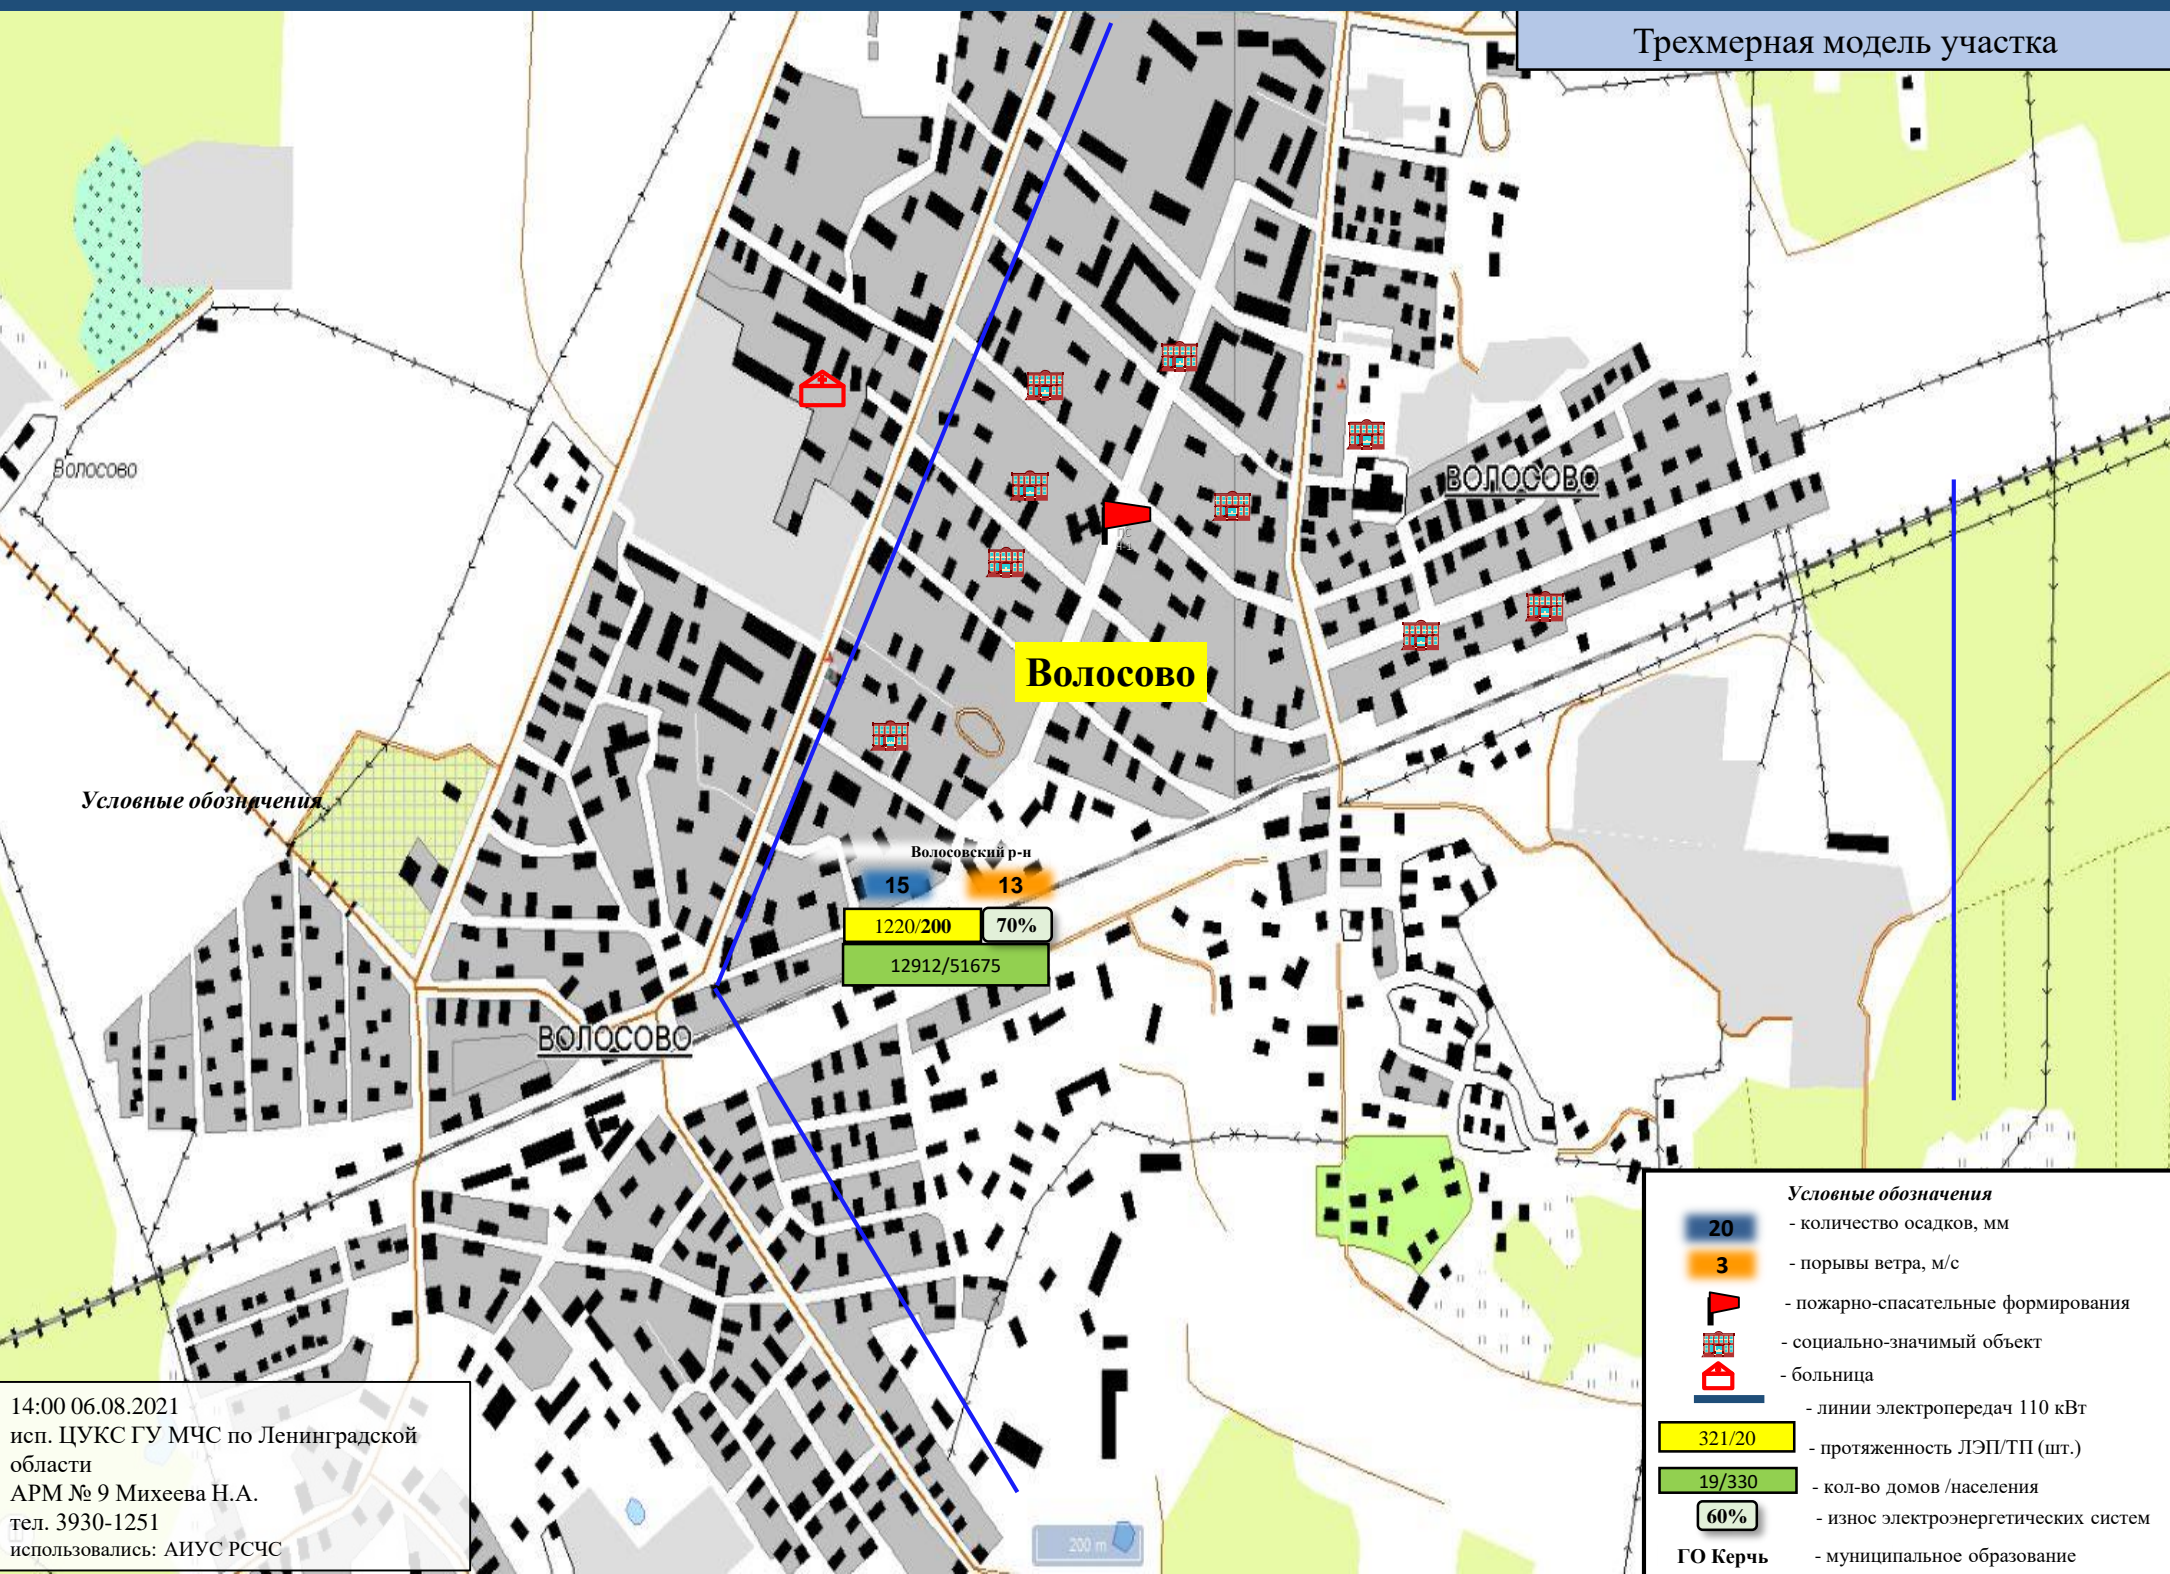 Трехмерная модель участка
Волосово
ВОЛОСОВО
Волосово
Условные обозначения
Волосовский р-н
15
13
1220/200
70%
12912/51675
ВОЛОСОВО
Условные обозначения
20
- количество осадков, мм
3
- порывы ветра, м/с
- пожарно-спасательные формирования
- социально-значимый объект
- больница
- линии электропередач 110 кВт
321/20
- протяженность ЛЭП/ТП (шт.)
19/330
- кол-во домов /населения
60%
- износ электроэнергетических систем
ГО Керчь
- муниципальное образование
14:00 06.08.2021
исп. ЦУКС ГУ МЧС по Ленинградской
области
АРМ № 9 Михеева Н.А.
тел. 3930-1251
использовались: АИУС РСЧС
200 m